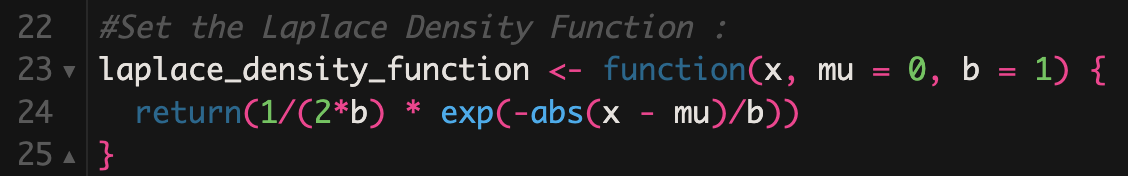 22 #Set the Laplace Density Function :
23 laplace_density_function <- function(x, mu = 0, b = 1) {
24   return(1/(2*b) * exp(-abs(x - mu)/b))
25 }